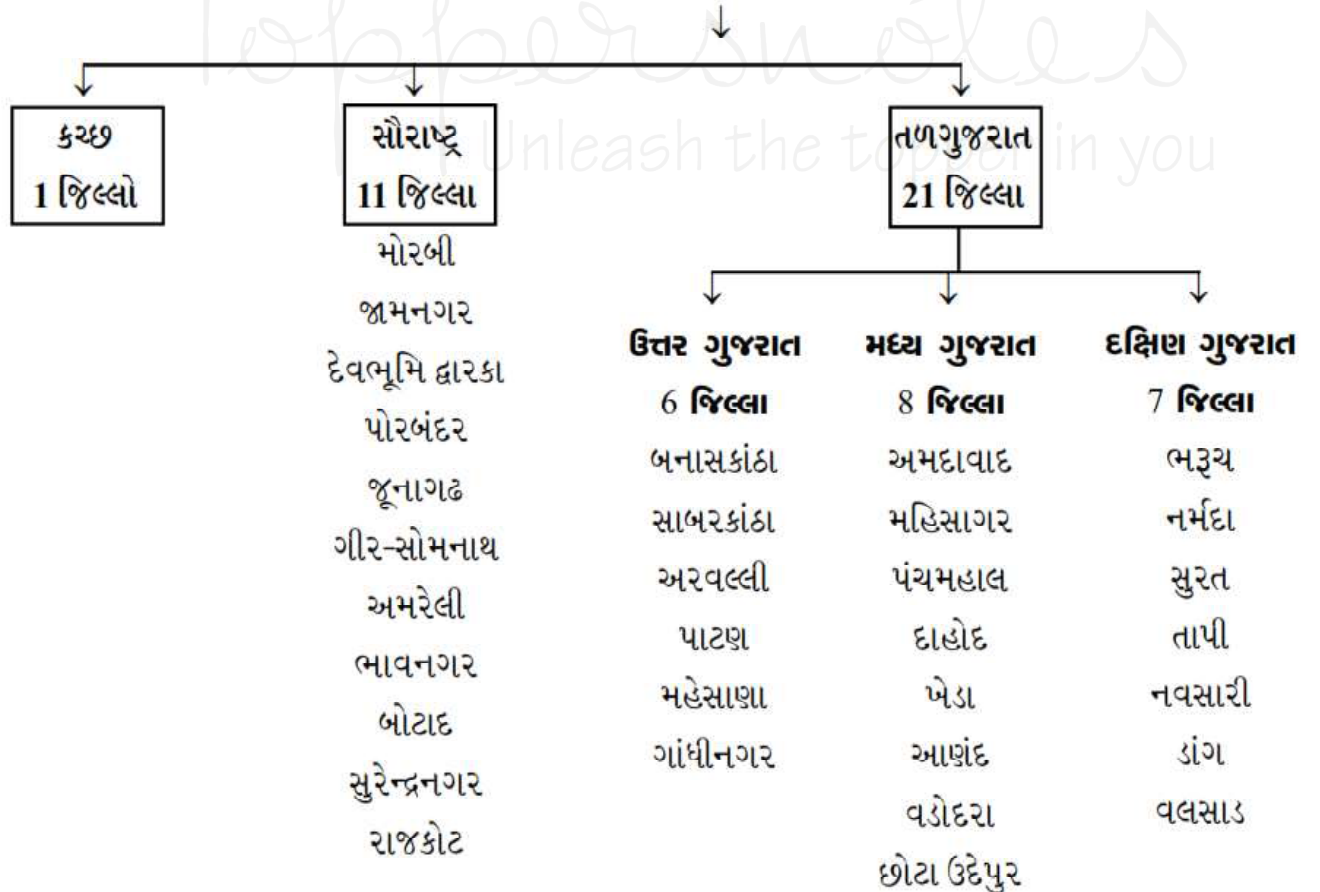 Toppersnotes
Unleash the topper in you
કચ્છ
1 જિલ્લો
સૌરાષ્ટ્ર
11 જિલ્લા
મોરબી
જામનગર
દેવભૂમિ દ્વારકા
પોરબંદર
જૂનાગઢ
ગીર-સોમનાથ
અમરેલી
ભાવનગર
બોટાદ
સુરેન્દ્રનગર
રાજકોટ
તળગુજરાત
21 જિલ્લા
ઉત્તર ગુજરાત
6 જિલ્લા
બનાસકાંઠા
સાબરકાંઠા
અરવલ્લી
પાટણ
મહેસાણા
ગાંધીનગર
મધ્ય ગુજરાત
8 જિલ્લા
અમદાવાદ
મહિસાગર
પંચમહાલ
દાહોદ
ખેડા
આણંદ
વડોદરા
છોટા ઉદેપુર
દક્ષિણ ગુજરાત
7 જિલ્લા
ભરૂચ
નર્મદા
સુરત
તાપી
નવસારી
ડાંગ
વલસાડ